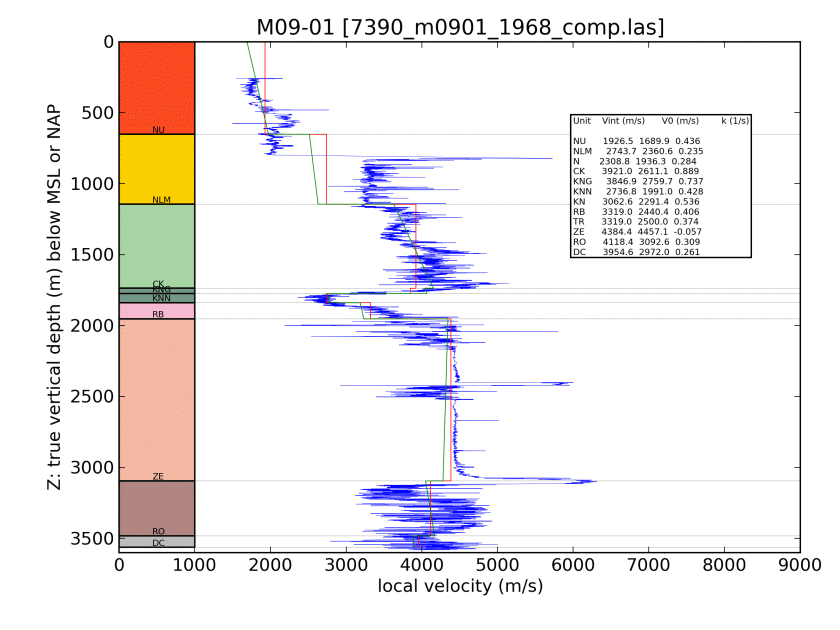 M09-01 [7390_m0901_1968_comp.las]
0
500
1000
1500
2000
2500
3000
3500
Z: true vertical depth (m) below MSL or NAP
NU
NLM
CK
KNG
KNN
RB
ZE
RO
DC
Unit Vint (m/s) V0 (m/s) k (1/s)
NU 1926.5 1689.9 0.436
NLM 2743.7 2360.6 0.235
N 2308.8 1936.3 0.284
CK 3921.0 2611.1 0.889
KNG 3846.9 2759.7 0.737
KNN 2736.8 1991.0 0.428
KN 3062.6 2291.4 0.536
RB 3319.0 2440.4 0.406
TR 3319.0 2500.0 0.374
ZE 4384.4 4457.1 -0.057
RO 4118.4 3092.6 0.309
DC 3954.6 2972.0 0.261
0 1000 2000 3000 4000 5000 6000 7000 8000 9000
local velocity (m/s)